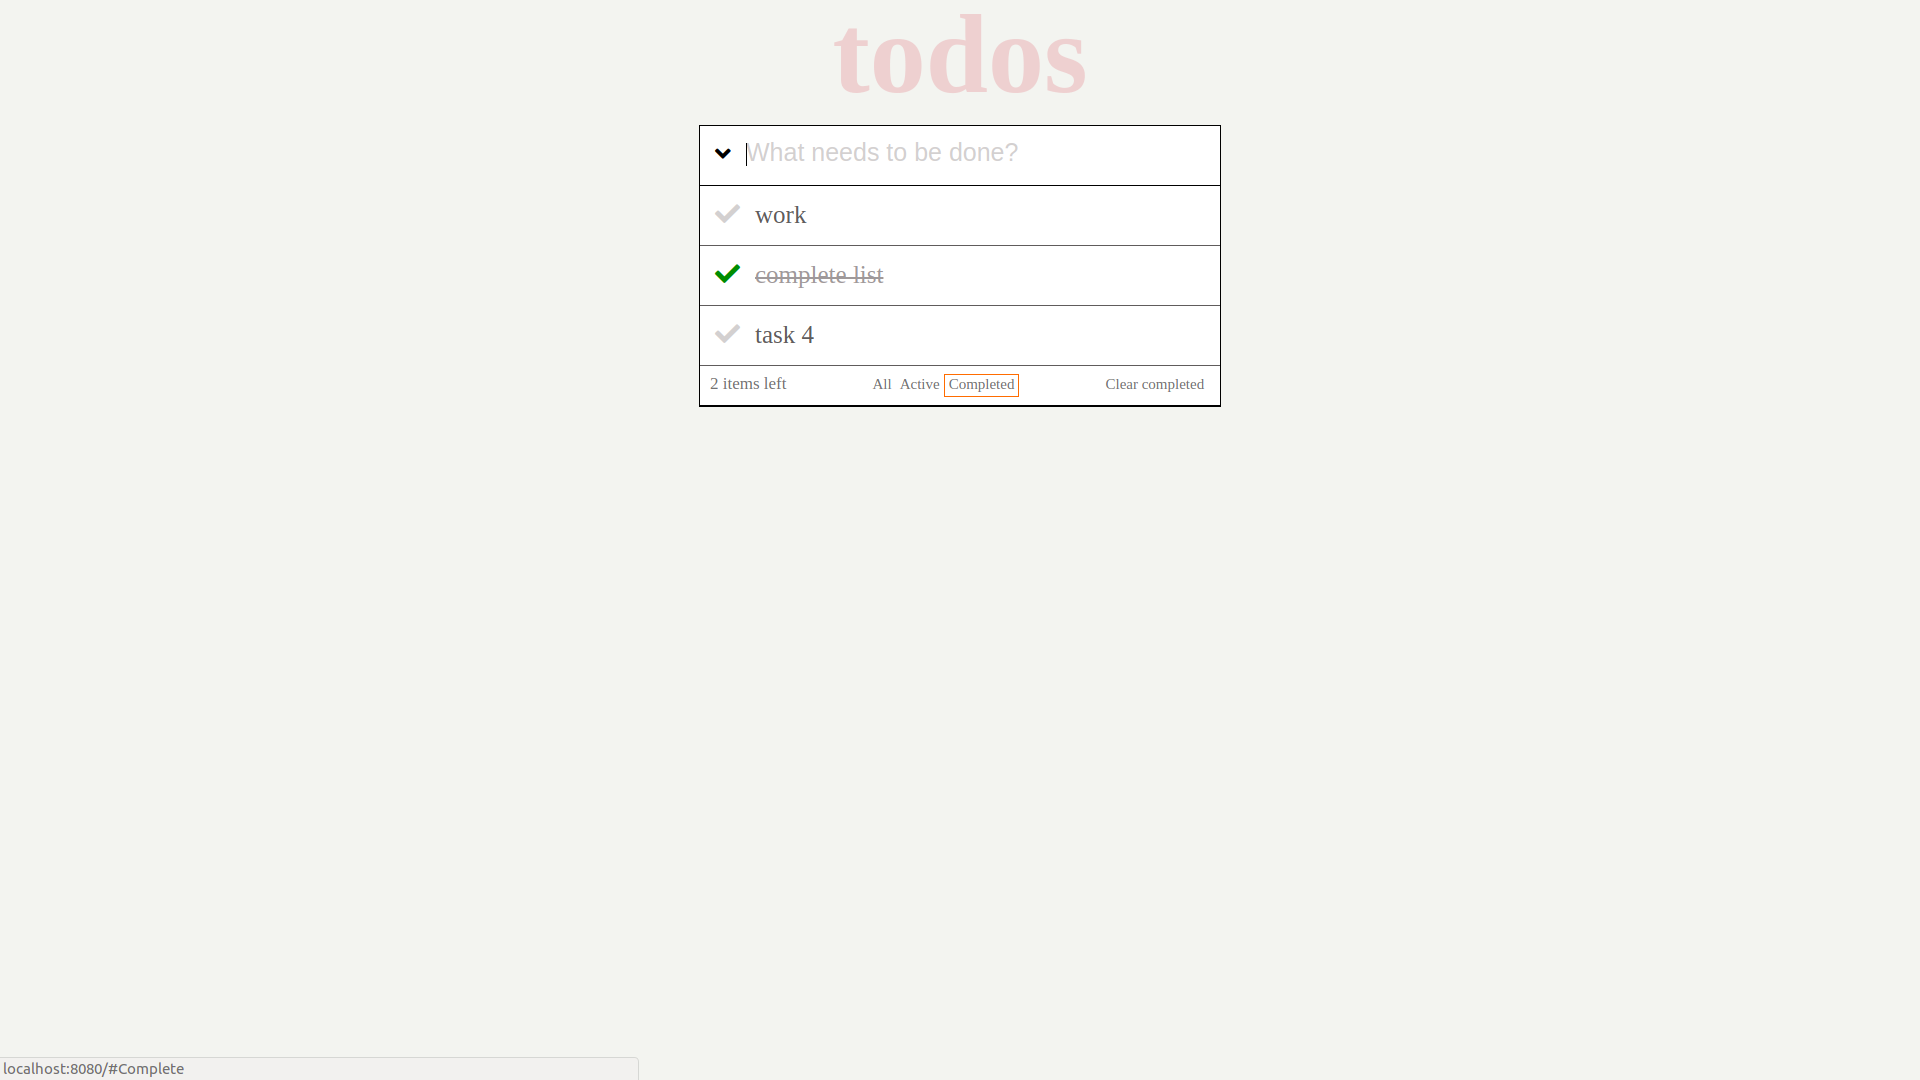 todos
What needs to be done?
work
complete list
task 4
2 items left All Active Completed Clear completed
localhost:8080/#Complete